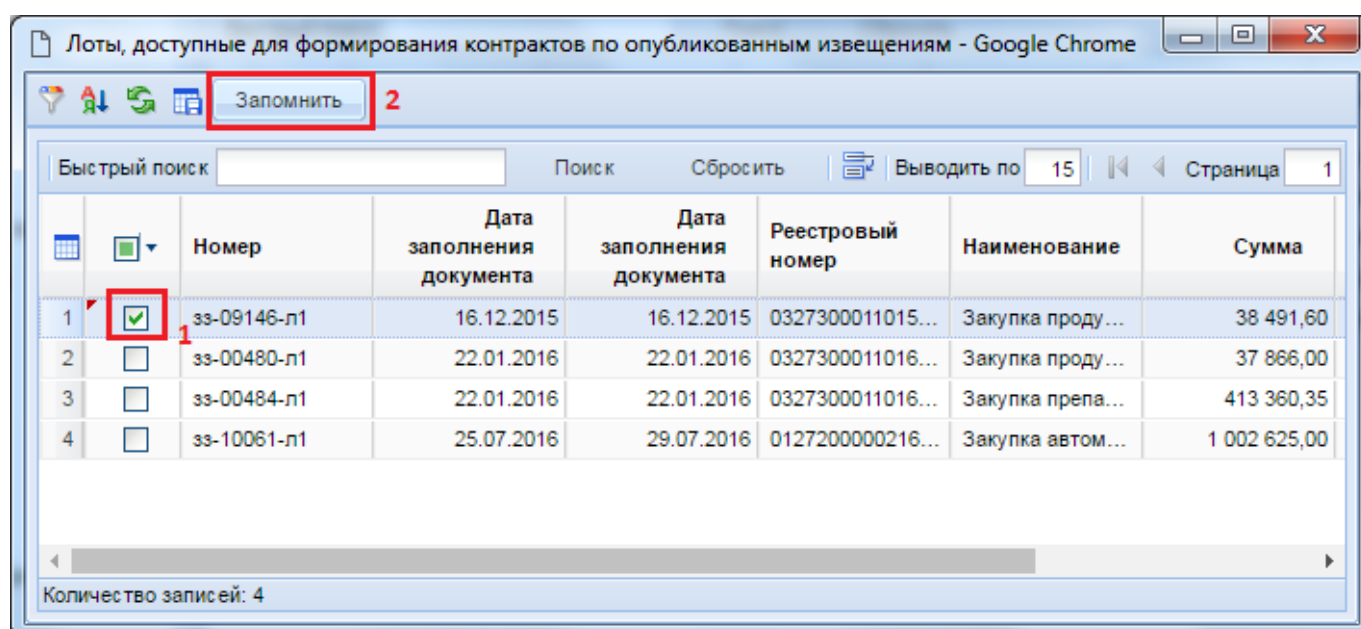 Лоты, доступные для формирования контрактов по опубликованным извещениям - Google Chrome
Запомнить 2
Быстрый поиск Поиск Сбросить Выводить по 15 Страница 1
Номер Дата заполнения документа Дата заполнения документа Реестровый номер Наименование Сумма
1 1 зз-09146-л1 16.12.2015 16.12.2015 0327300011015... Закупка проду... 38 491,60
2 зз-00480-л1 22.01.2016 22.01.2016 0327300011016... Закупка проду... 37 866,00
3 зз-00484-л1 22.01.2016 22.01.2016 0327300011016... Закупка препа... 413 360,35
4 зз-10061-л1 25.07.2016 29.07.2016 0127200000216... Закупка автом... 1 002 625,00
Количество записей: 4